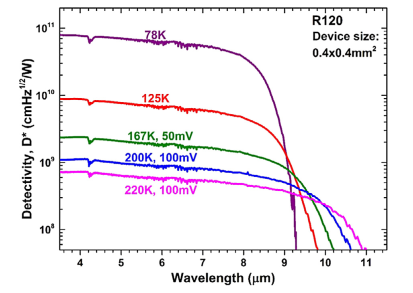 R120
Device size:
0.4x0.4mm²
78K
125K
167K, 50mV
200K, 100mV
220K, 100mV
Detectivity, D* (cmHz^1/2/W)
10¹¹
10¹⁰
10⁹
10⁸
4 5 6 7 8 9 10 11
Wavelength (μm)